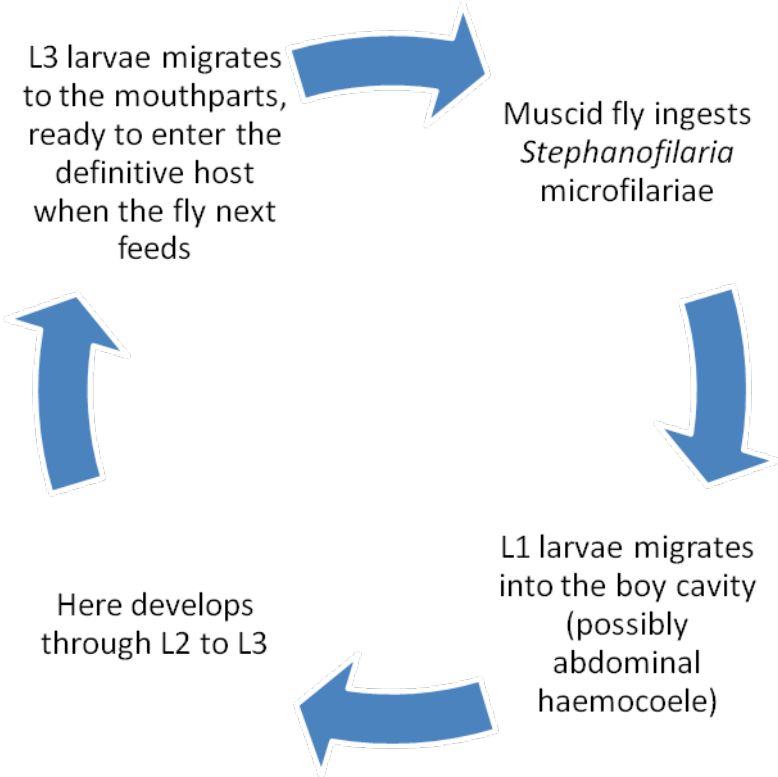 L3 larvae migrates
to the mouthparts,
ready to enter the
definitive host
when the fly next
feeds
Muscid fly ingests
Stephanofilaria
microfilariae
L1 larvae migrates
into the boy cavity
(possibly
abdominal
haemocoele)
Here develops
through L2 to L3